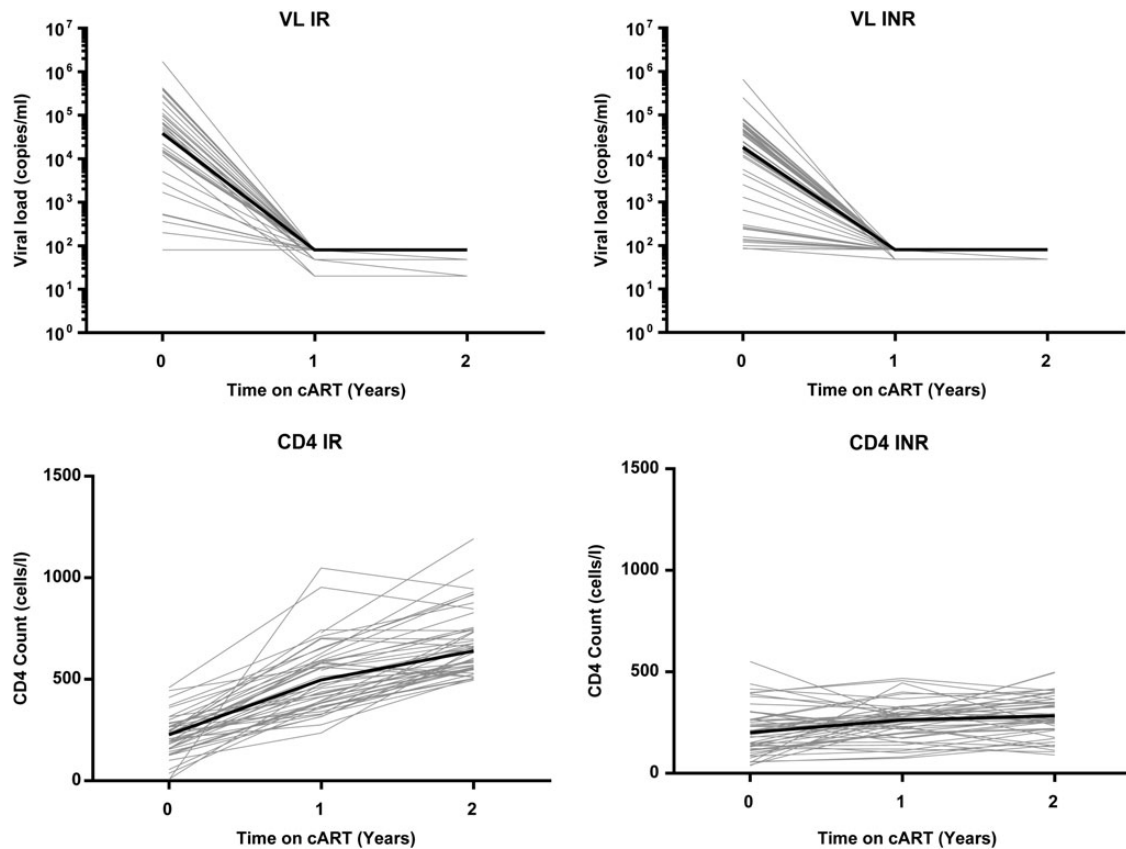 VL IR
Viral load (copies/ml)
10⁷
10⁶
10⁵
10⁴
10³
10²
10¹
10⁰
0 1 2
Time on cART (Years)
VL INR
Viral load (copies/ml)
10⁷
10⁶
10⁵
10⁴
10³
10²
10¹
10⁰
0 1 2
Time on cART (Years)
CD4 IR
CD4 Count (cells/l)
1500
1000
500
0
0 1 2
Time on cART (Years)
CD4 INR
CD4 Count (cells/l)
1500
1000
500
0
0 1 2
Time on cART (Years)